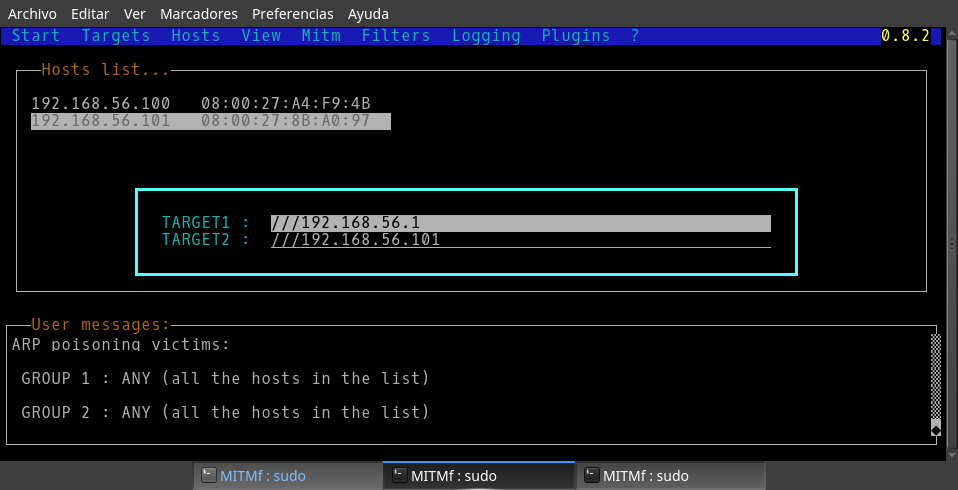 Archivo Editar Ver Marcadores Preferencias Ayuda
Start Targets Hosts View Mitm Filters Logging Plugins ? 0.8.2
Hosts list...
192.168.56.100 08:00:27:A4:F9:4B
192.168.56.101 08:00:27:8B:A0:97
TARGET1 : ///192.168.56.1
TARGET2 : ///192.168.56.101
User messages:
ARP poisoning victims:
GROUP 1 : ANY (all the hosts in the list)
GROUP 2 : ANY (all the hosts in the list)
MITMf : sudo MITMf : sudo MITMf : sudo